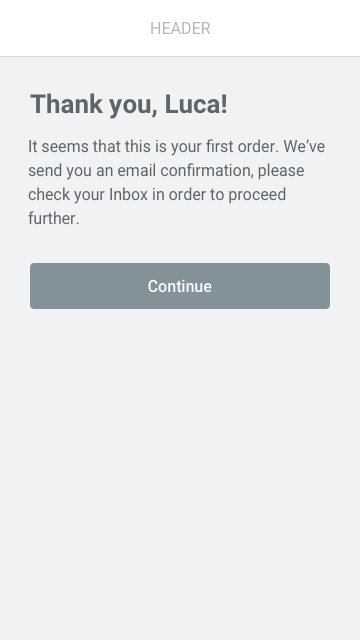 HEADER
Thank you, Luca!
It seems that this is your first order. We’ve
send you an email confirmation, please
check your Inbox in order to proceed
further.
Continue